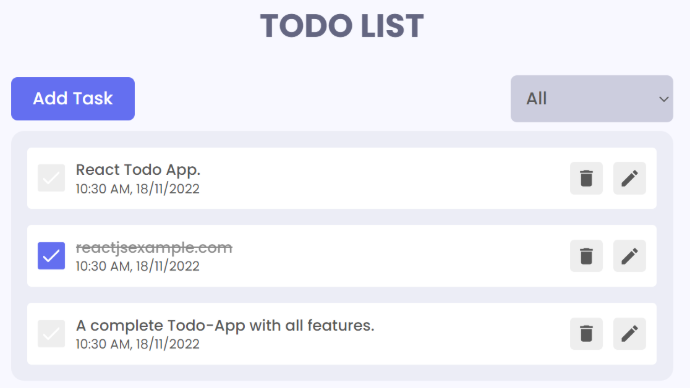 TODO LIST
Add Task
All
React Todo App.
10:30 AM, 18/11/2022
reactjsexample.com
10:30 AM, 18/11/2022
A complete Todo-App with all features.
10:30 AM, 18/11/2022